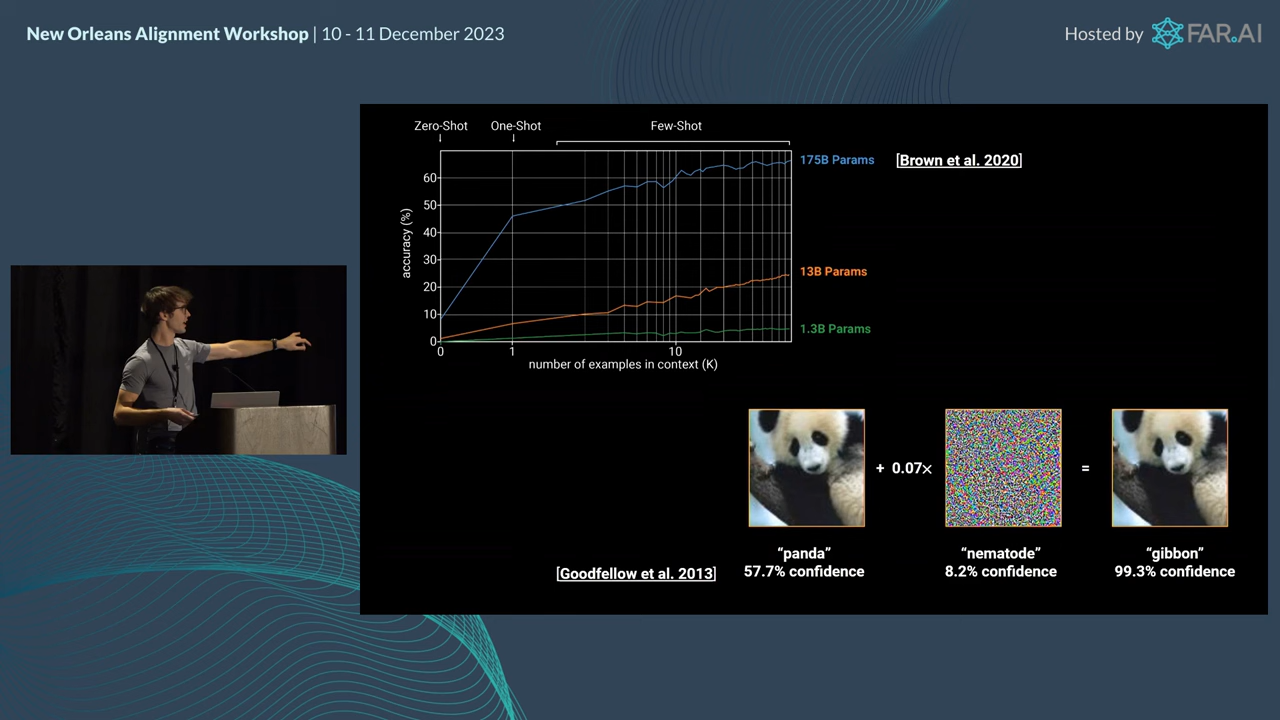 New Orleans Alignment Workshop | 10 - 11 December 2023
Hosted by FAR.AI
Zero-Shot One-Shot Few-Shot
175B Params
[Brown et al. 2020]
13B Params
1.3B Params
accuracy (%)
60
50
40
30
20
10
0
0 1 10
number of examples in context (K)
+ 0.07× =
"panda"
57.7% confidence
"nematode"
8.2% confidence
"gibbon"
99.3% confidence
[Goodfellow et al. 2013]